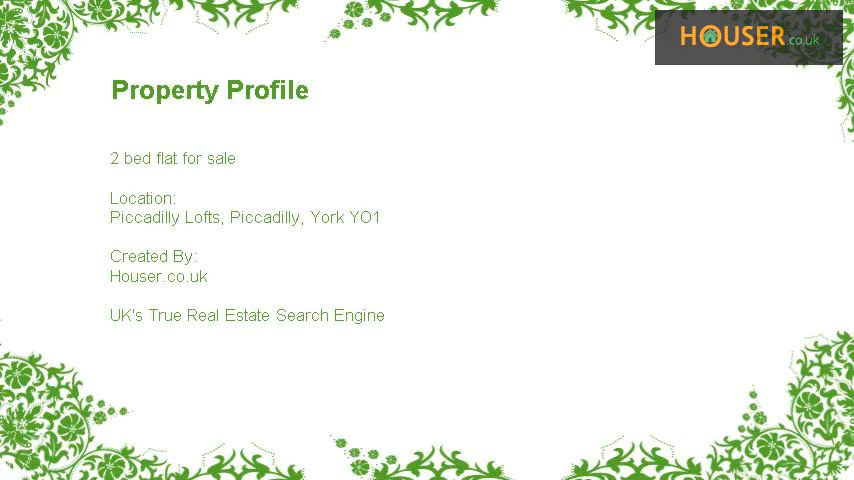 HOUSER.co.uk
Property Profile
2 bed flat for sale
Location:
Piccadilly Lofts, Piccadilly, York YO1
Created By:
Houser.co.uk
UK's True Real Estate Search Engine